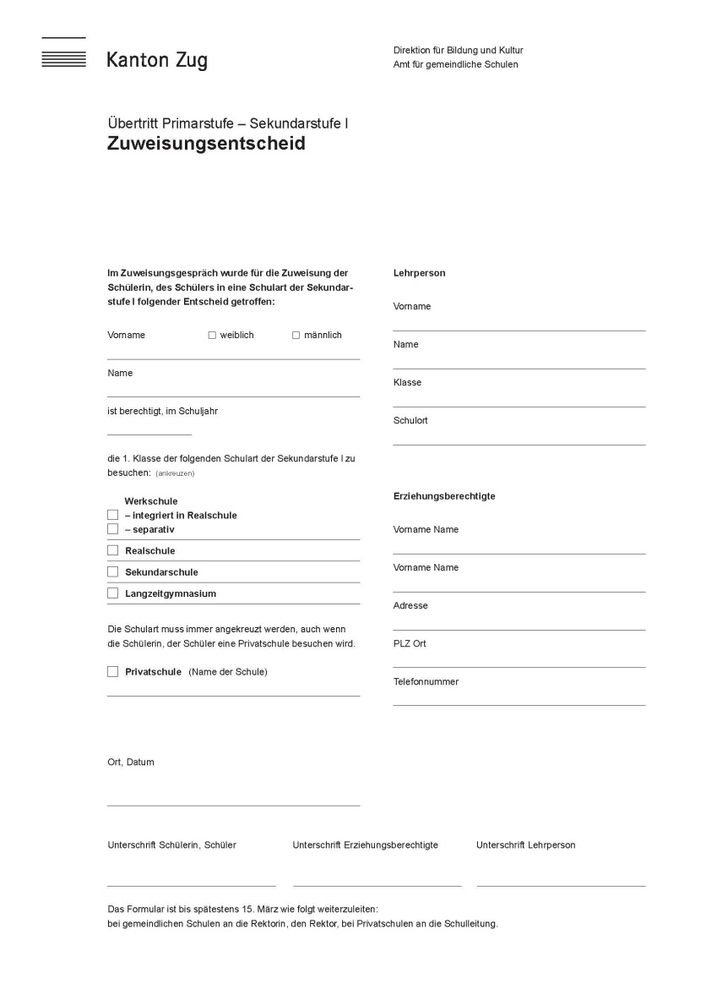 Kanton Zug
Direktion für Bildung und Kultur
Amt für gemeindliche Schulen
Übertritt Primarstufe – Sekundarstufe I
Zuweisungsentscheid
Im Zuweisungsgespräch wurde für die Zuweisung der
Schülerin, des Schülers in eine Schulart der Sekundar-
stufe I folgender Entscheid getroffen:
Vorname weiblich männlich
Name
ist berechtigt, im Schuljahr
die 1. Klasse der folgenden Schulart der Sekundarstufe I zu
besuchen: (ankreuzen)
Werkschule
– integriert in Realschule
– separativ
Realschule
Sekundarschule
Langzeitgymnasium
Die Schulart muss immer angekreuzt werden, auch wenn
die Schülerin, der Schüler eine Privatschule besuchen wird.
Privatschule (Name der Schule)
Lehrperson
Vorname
Name
Klasse
Schulort
Erziehungsberechtigte
Vorname Name
Vorname Name
Adresse
PLZ Ort
Telefonnummer
Ort, Datum
Unterschrift Schülerin, Schüler
Unterschrift Erziehungsberechtigte
Unterschrift Lehrperson
Das Formular ist bis spätestens 15. März wie folgt weiterzuleiten:
bei gemeindlichen Schulen an die Rektorin, den Rektor, bei Privatschulen an die Schulleitung.